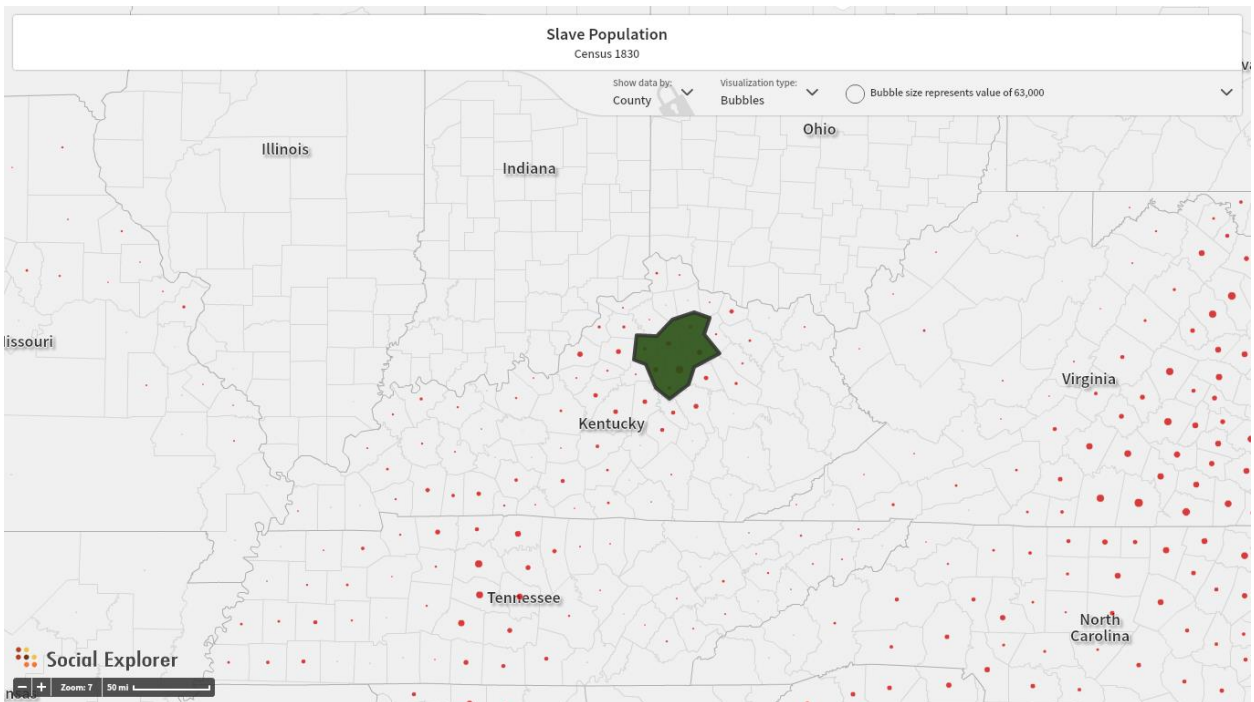 Slave Population
Census 1830
Show data by:
County
Visualization type:
Bubbles
Bubble size represents value of 63,000
Ohio
Illinois
Indiana
issouri
Virginia
Kentucky
Tennessee
North
Carolina
Social Explorer
Zoom: 7
50 mi